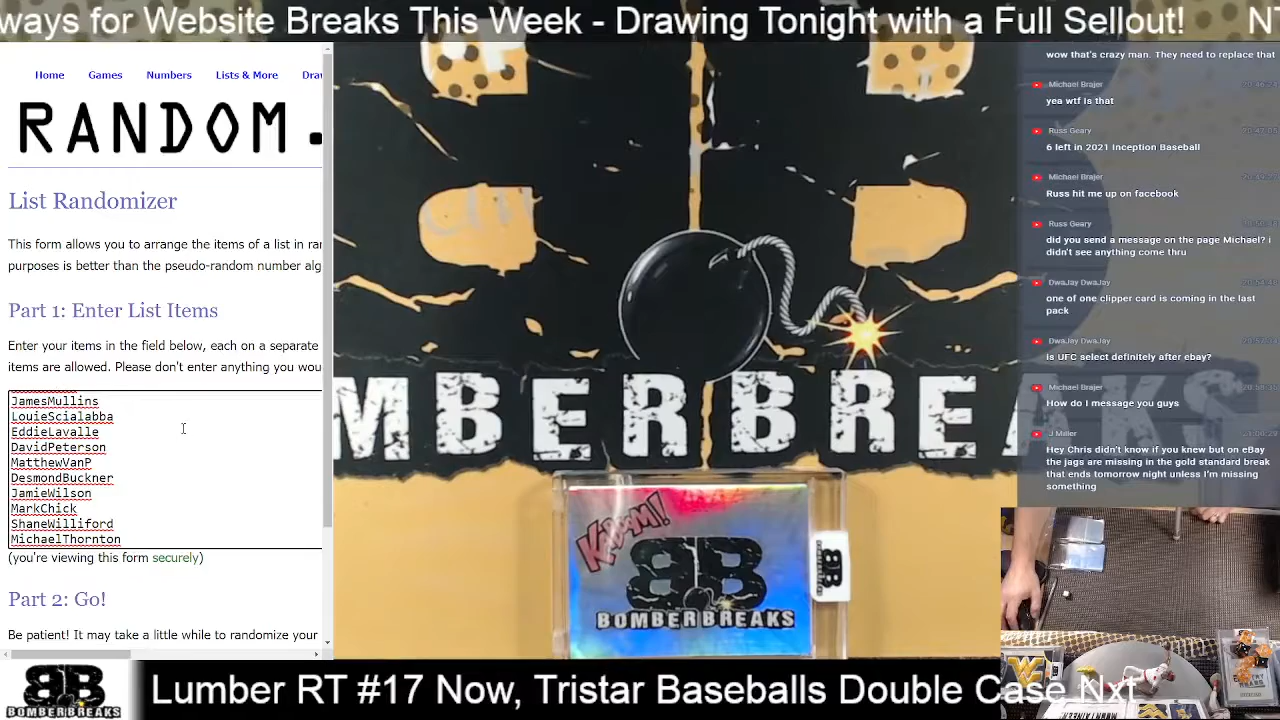 ways for Website Breaks This Week - Drawing Tonight with a Full Sellout! NT
Home Games Numbers Lists & More Drav
RANDOM.
List Randomizer
This form allows you to arrange the items of a list in rar
purposes is better than the pseudo-random number alg
Part 1: Enter List Items
Enter your items in the field below, each on a separate
items are allowed. Please don't enter anything you wou
JamesMullins
LouieScialabba
EddieLavalle
DavidPeterson
MatthewVanP
DesmondBuckner
JamieWilson
MarkChick
ShaneWilliford
MichaelThornton
(you're viewing this form securely)
Part 2: Go!
Be patient! It may take a little while to randomize your
MBERBREA
KABOOM!
BB
BOMBERBREAKS
BB
wow that's crazy man. They need to replace that
Michael Brajer
yea wtf is that
Russ Geary
6 left in 2021 Inception Baseball
Michael Brajer
Russ hit me up on facebook
Russ Geary
did you send a message on the page Michael? i
didn't see anything come thru
DwaJay DwaJay
one of one clipper card is coming in the last
pack
DwaJay DwaJay
is UFC select definitely after ebay?
Michael Brajer
How do I message you guys
J Miller
Hey Chris didn't know if you knew but on eBay
the jags are missing in the gold standard break
that ends tomorrow night unless I'm missing
something
BB
BOMBERBREAKS
Lumber RT #17 Now, Tristar Baseballs Double Case Nxt